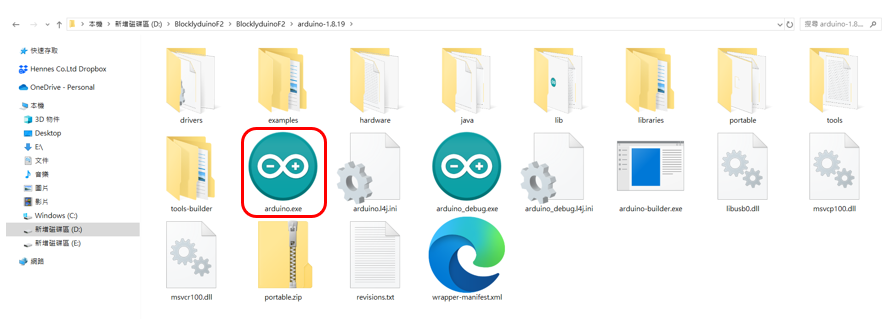 本機 > 新增磁碟區 (D:) > BlocklyduinoF2 > BlocklyduinoF2 > arduino-1.8.19 >
搜尋 arduino-1.8....
快速存取
Hennes Co.Ltd Dropbox
OneDrive - Personal
本機
3D 物件
Desktop
E\
文件
音樂
圖片
影片
Windows (C:)
新增磁碟區 (D:)
新增磁碟區 (E:)
網路
drivers
examples
hardware
java
lib
libraries
portable
tools
tools-builder
arduino.exe
arduino.l4j.ini
arduino_debug.exe
arduino_debug.l4j.ini
arduino-builder.exe
libusb0.dll
msvcp100.dll
msvcr100.dll
portable.zip
revisions.txt
wrapper-manifest.xml